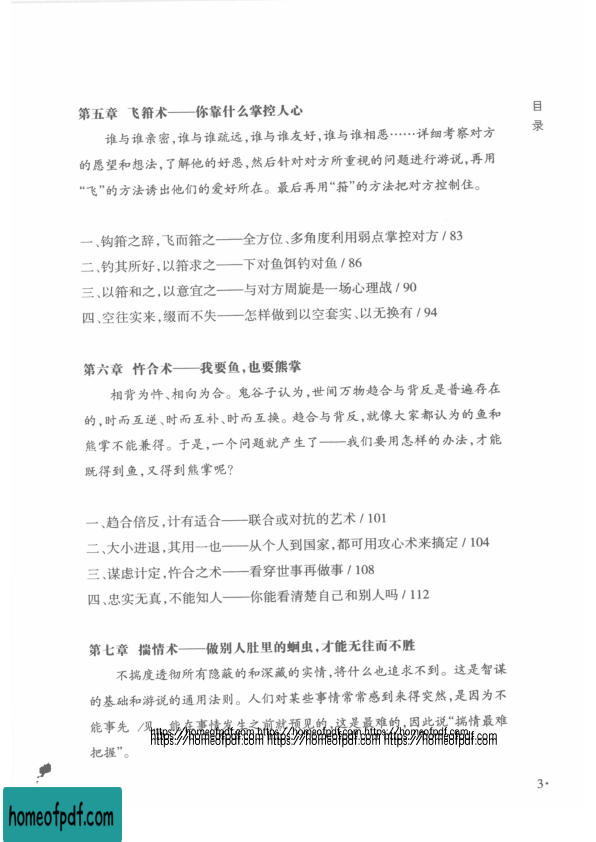 目
录
第五章 飞箝术——你靠什么掌控人心
谁与谁亲密,谁与谁疏远,谁与谁友好,谁与谁相恶……详细考察对方
的愿望和想法,了解他的好恶,然后针对对方所重视的问题进行游说,再用
“飞”的方法诱出他们的爱好所在。最后再用“箝”的方法把对方控制住。
一、钩箝之辞,飞而箝之——全方位、多角度利用弱点掌控对方 / 83
二、钓其所好,以箝求之——下对鱼饵钓对鱼 / 86
三、以箝和之,以意宜之——与对方周旋是一场心理战 / 90
四、空往实来,缀而不失——怎样做到以空套实、以无换有 / 94
第六章 忤合术——我要鱼,也要熊掌
相背为忤、相向为合。鬼谷子认为,世间万物趋合与背反是普遍存在
的,时而互逆、时而互补、时而互换。趋合与背反,就像大家都认为的鱼和
熊掌不能兼得。于是,一个问题就产生了——我们要用怎样的办法,才能
既得到鱼,又得到熊掌呢?
一、趋合倍反,计有适合——联合或对抗的艺术 / 101
二、大小进退,其用一也——从个人到国家,都可用攻心术来搞定 / 104
三、谋虑计定,忤合之术——看穿世事再做事 / 108
四、忠实无真,不能知人——你能看清楚自己和别人吗 / 112
第七章 揣情术——做别人肚里的蛔虫,才能无往而不胜
不揣度透彻所有隐蔽的和深藏的实情,将什么也追求不到。这是智谋
的基础和游说的通用法则。人们对某些事情常常感到来得突然,是因为不
能事先 见 能在事情发生之前就预见的,这是最难的,因此说“揣情最难
https://homeofpdf.com https://homeofpdf.com https://homeofpdf.com
https://homeofpdf.com https://homeofpdf.com https://homeofpdf.com
把握”。
3
homeofpdf.com